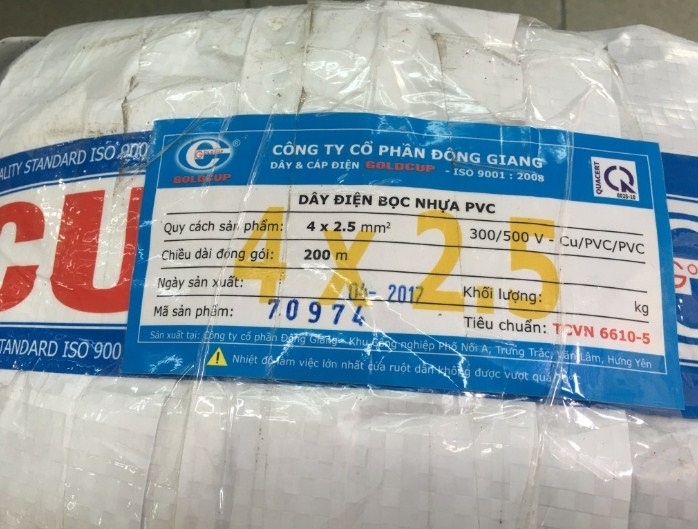 CÔNG TY CỔ PHẦN ĐÔNG GIANG
DÂY & CÁP ĐIỆN GOLDCUP - ISO 9001 : 2008
GOLDCUP
®
QUACERT
DÂY ĐIỆN BỌC NHỰA PVC
Quy cách sản phẩm: 4 x 2.5 mm²
300/500 V - Cu/PVC/PVC
Chiều dài đóng gói: 200 m
4 x 2.5
Ngày sản xuất: 04- 2017
Khối lượng: kg
Mã sản phẩm: 70974
Tiêu chuẩn: TCVN 6610-5
Sản xuất tại: Công ty cổ phần Đông Giang - Khu Công nghiệp Phố Nối A, Trưng Trắc, Văn Lâm, Hưng Yên
Nhiệt độ làm việc lớn nhất của ruột dẫn không được vượt quá
ALITY STANDARD ISO 900
CU
TANDARD ISO 900